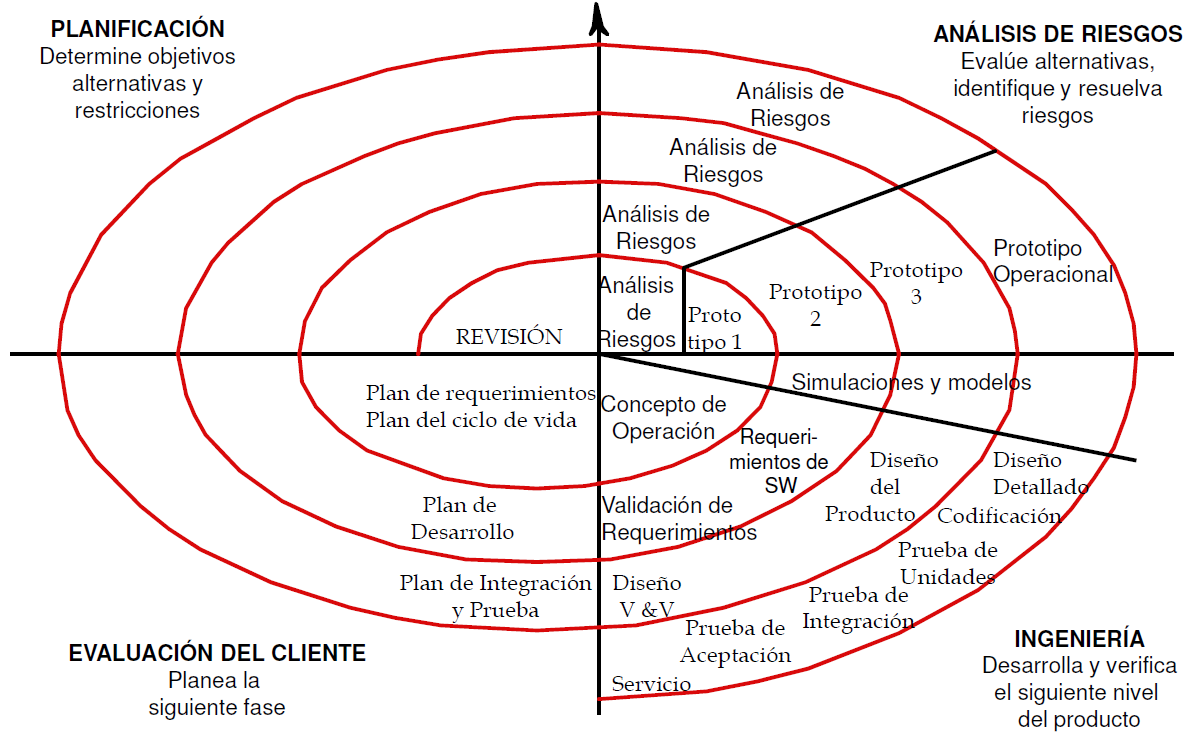 PLANIFICACIÓN
Determine objetivos
alternativas y
restricciones
ANÁLISIS DE RIESGOS
Evalúe alternativas,
identifique y resuelva
riesgos
Análisis de
Riesgos
Análisis de
Riesgos
Análisis de
Riesgos
Análisis
de
Riesgos
Proto
tipo 1
Prototipo
2
Prototipo
3
Prototipo
Operacional
REVISIÓN
Plan de requerimientos
Plan del ciclo de vida
Simulaciones y modelos
Concepto de
Operación
Requeri-
mientos de
SW
Diseño
del
Producto
Diseño
Detallado
Codificación
Plan de
Desarrollo
Validación de
Requerimientos
Prueba de
Unidades
Plan de Integración
y Prueba
Diseño
V &V
Prueba de
Integración
Prueba de
Aceptación
Servicio
EVALUACIÓN DEL CLIENTE
Planea la
siguiente fase
INGENIERÍA
Desarrolla y verifica
el siguiente nivel
del producto